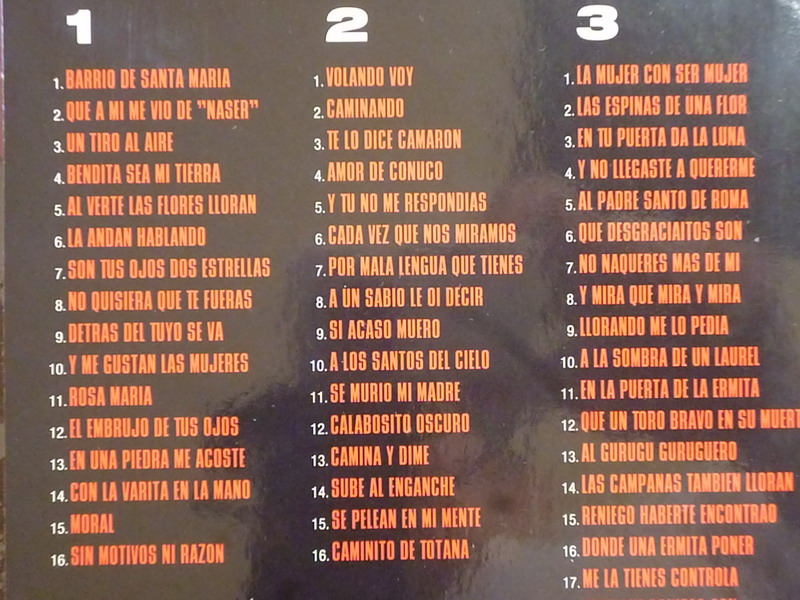 1
1. BARRIO DE SANTA MARIA
2. QUE A MI ME VIO DE "NASER"
3. UN TIRO AL AIRE
4. BENDITA SEA MI TIERRA
5. AL VERTE LAS FLORES LLORAN
6. LA ANDAN HABLANDO
7. SON TUS OJOS DOS ESTRELLAS
8. NO QUISIERA QUE TE FUERAS
9. DETRAS DEL TUYO SE VA
10. Y ME GUSTAN LAS MUJERES
11. ROSA MARIA
12. EL EMBRUJO DE TUS OJOS
13. EN UNA PIEDRA ME ACOSTE
14. CON LA VARITA EN LA MANO
15. MORAL
16. SIN MOTIVOS NI RAZON
2
1. VOLANDO VOY
2. CAMINANDO
3. TE LO DICE CAMARON
4. AMOR DE CONUCO
5. Y TU NO ME RESPONDIAS
6. CADA VEZ QUE NOS MIRAMOS
7. POR MALA LENGUA QUE TIENES
8. A UN SABIO LE OI DECIR
9. SI ACASO MUERO
10. A LOS SANTOS DEL CIELO
11. SE MURIO MI MADRE
12. CALABOSITO OSCURO
13. CAMINA Y DIME
14. SUBE AL ENGANCHE
15. SE PELEAN EN MI MENTE
16. CAMINITO DE TOTANA
3
1. LA MUJER CON SER MUJER
2. LAS ESPINAS DE UNA FLOR
3. EN TU PUERTA DA LA LUNA
4. Y NO LLEGASTE A QUERERME
5. AL PADRE SANTO DE ROMA
6. QUE DESGRACIAITOS SON
7. NO NAQUERES MAS DE MI
8. Y MIRA QUE MIRA Y MIRA
9. LLORANDO ME LO PEDIA
10. A LA SOMBRA DE UN LAUREL
11. EN LA PUERTA DE LA ERMITA
12. QUE UN TORO BRAVO EN SU MUERT
13. AL GURUGU GURUGUERO
14. LAS CAMPANAS TAMBIEN LLORAN
15. RENIEGO HABERTE ENCONTRAO
16. DONDE UNA ERMITA PONER
17. ME LA TIENES CONTROLA